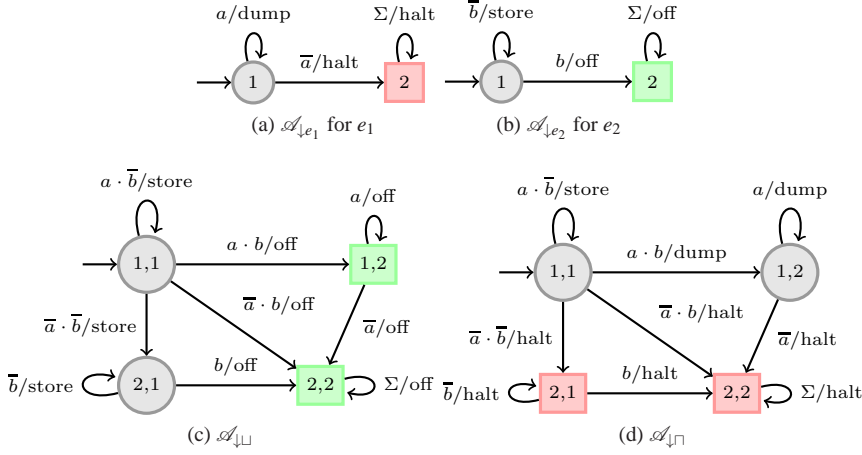 a/dump
Σ/halt
b̅/store
Σ/off
1
a̅/halt
2
1
b/off
2
(a) 𝒜↓e₁ for e₁
(b) 𝒜↓e₂ for e₂
a · b̅/store
a/off
a · b̅/store
a/dump
1,1
a · b/off
1,2
1,1
a · b/dump
1,2
a̅ · b/off
a̅ · b/halt
a̅ · b̅/store
a̅/off
a̅ · b̅/halt
a̅/halt
b̅/store
2,1
b/off
2,2
Σ/off
b̅/halt
2,1
b/halt
2,2
Σ/halt
(c) 𝒜↓⊔
(d) 𝒜↓⊓